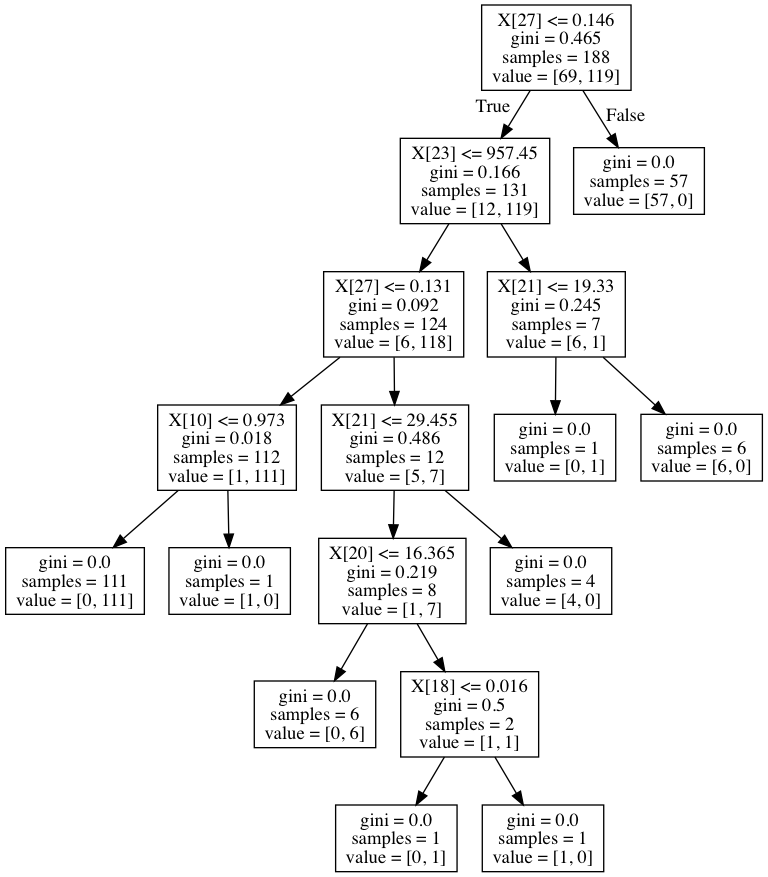 X[27] <= 0.146
gini = 0.465
samples = 188
value = [69, 119]
True
False
X[23] <= 957.45
gini = 0.166
samples = 131
value = [12, 119]
gini = 0.0
samples = 57
value = [57, 0]
X[27] <= 0.131
gini = 0.092
samples = 124
value = [6, 118]
X[21] <= 19.33
gini = 0.245
samples = 7
value = [6, 1]
X[10] <= 0.973
gini = 0.018
samples = 112
value = [1, 111]
X[21] <= 29.455
gini = 0.486
samples = 12
value = [5, 7]
gini = 0.0
samples = 1
value = [0, 1]
gini = 0.0
samples = 6
value = [6, 0]
gini = 0.0
samples = 111
value = [0, 111]
gini = 0.0
samples = 1
value = [1, 0]
X[20] <= 16.365
gini = 0.219
samples = 8
value = [1, 7]
gini = 0.0
samples = 4
value = [4, 0]
gini = 0.0
samples = 6
value = [0, 6]
X[18] <= 0.016
gini = 0.5
samples = 2
value = [1, 1]
gini = 0.0
samples = 1
value = [0, 1]
gini = 0.0
samples = 1
value = [1, 0]